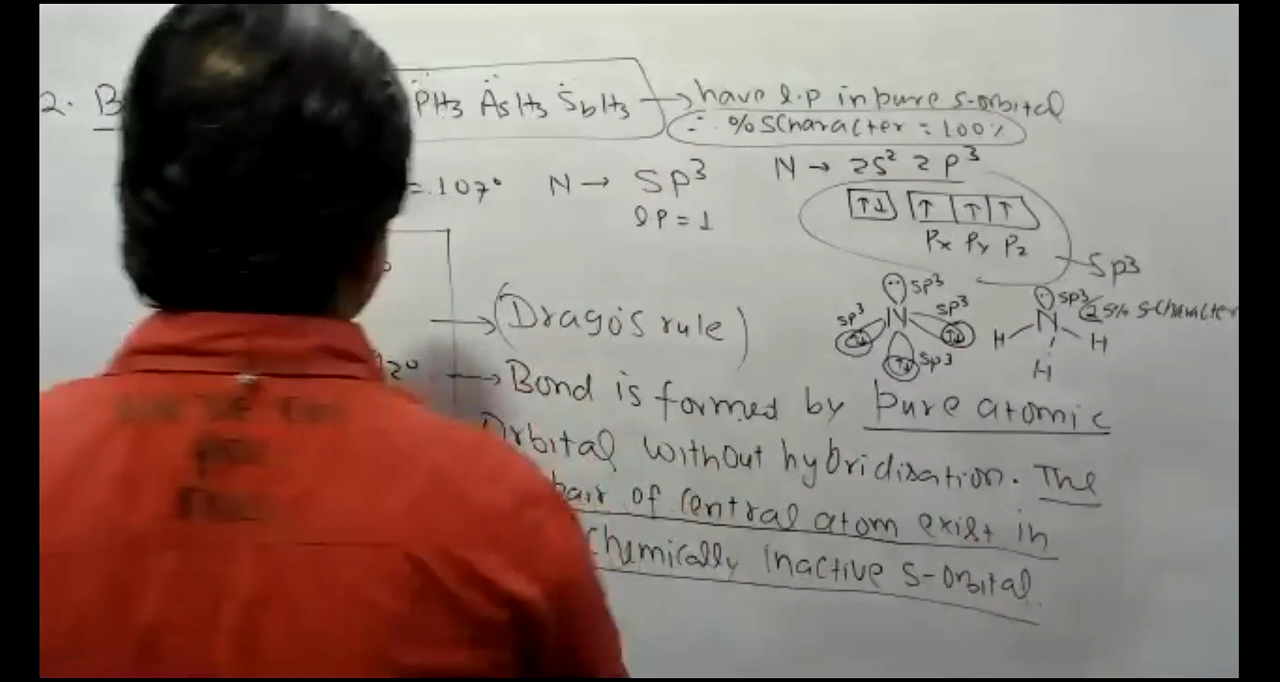 2. B
PH3 AsH3 SbH3 → have l.p in pure s-orbital
∴ % SCharacter = 100%
= 107° N → SP³ N → 2S² 2P³
lP = 1
↑↓ ↑ ↑ ↑
Px Py Pz
SP³
SP³ SP³ SP³ N SP³
SP³ 25% S-Character
H N H
H
→ (Drago's rule)
92° → Bond is formed by pure atomic
Orbital without hybridisation. The
pair of Central atom exist in
Chemically inactive s-orbital.